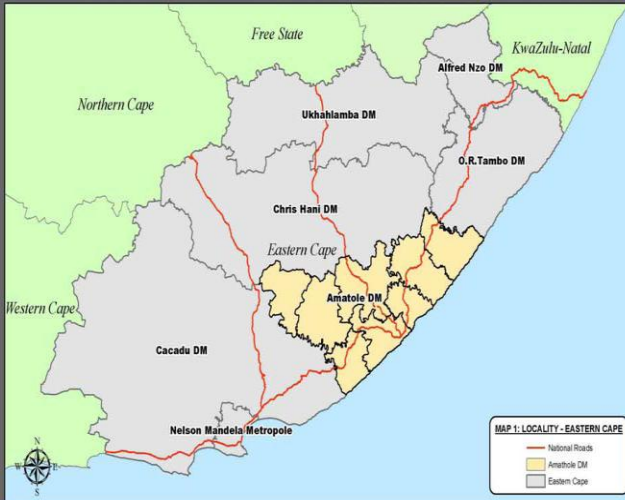 Free State
KwaZulu-Natal
Alfred Nzo DM
Northern Cape
Ukhahlamba DM
O.R.Tambo DM
Chris Hani DM
Eastern Cape
Western Cape
Amatole DM
Cacadu DM
Nelson Mandela Metropole
N
W E
S
MAP 1: LOCALITY - EASTERN CAPE
National Roads
Amathole DM
Eastern Cape